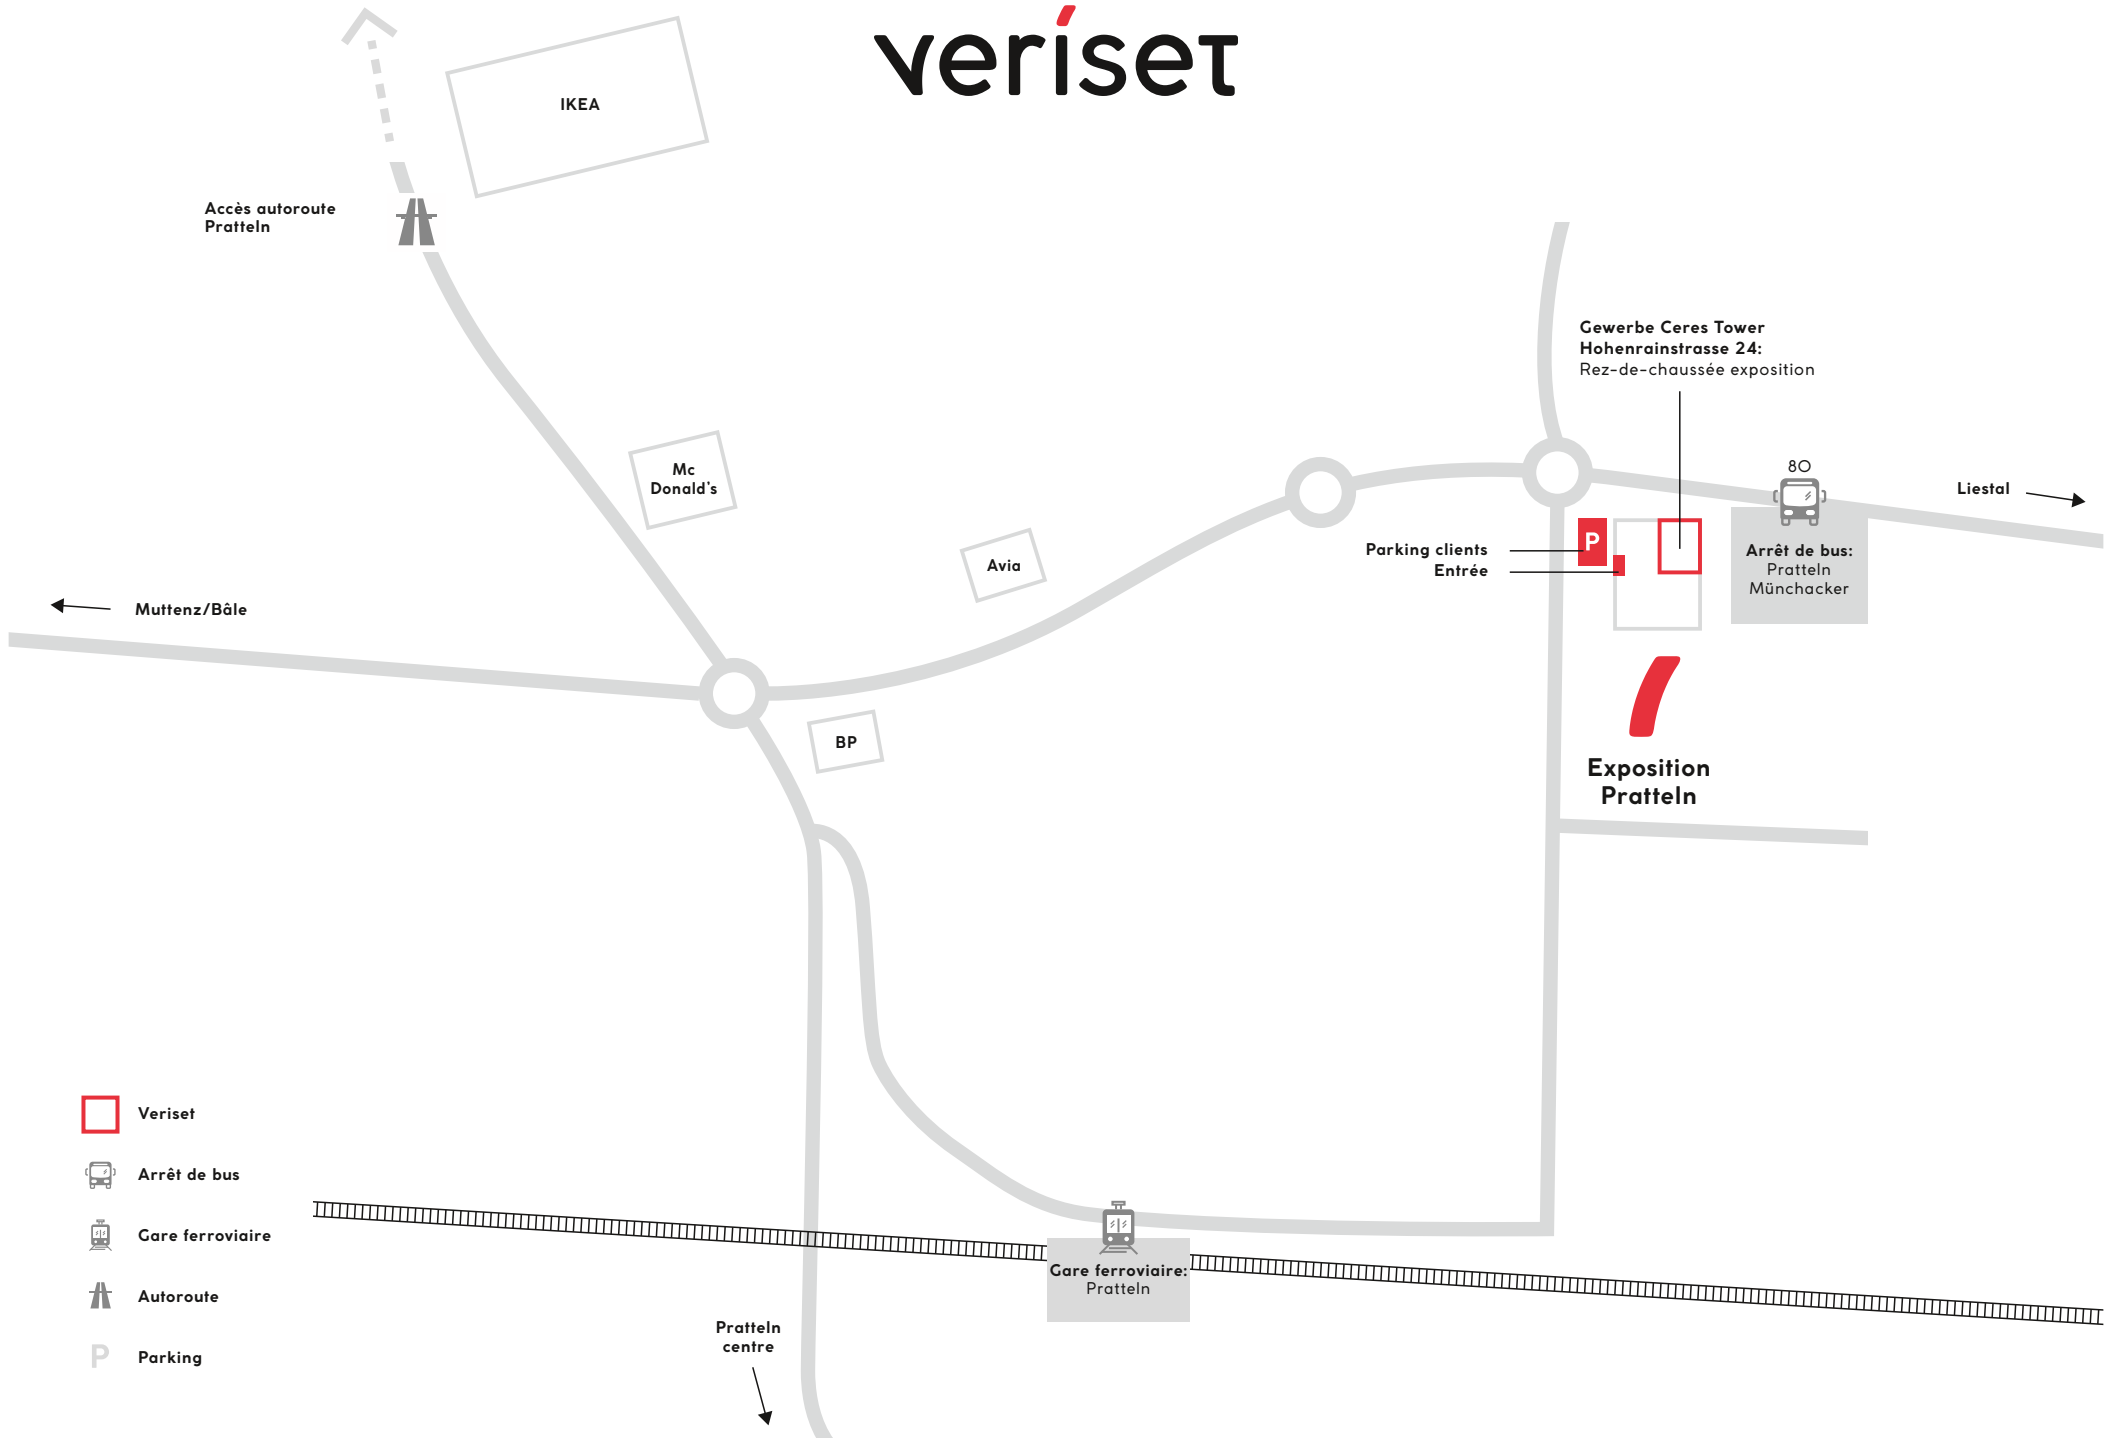 veriset
IKEA
Accès autoroute
Pratteln
Gewerbe Ceres Tower
Hohenrainstrasse 24:
Rez-de-chaussée exposition
Mc
Donald's
80
Liestal
Avia
Parking clients
Entrée
P
Arrêt de bus:
Pratteln
Münchacker
Muttenz/Bâle
BP
Exposition
Pratteln
Veriset
Arrêt de bus
Gare ferroviaire
Autoroute
P Parking
Gare ferroviaire:
Pratteln
Pratteln
centre